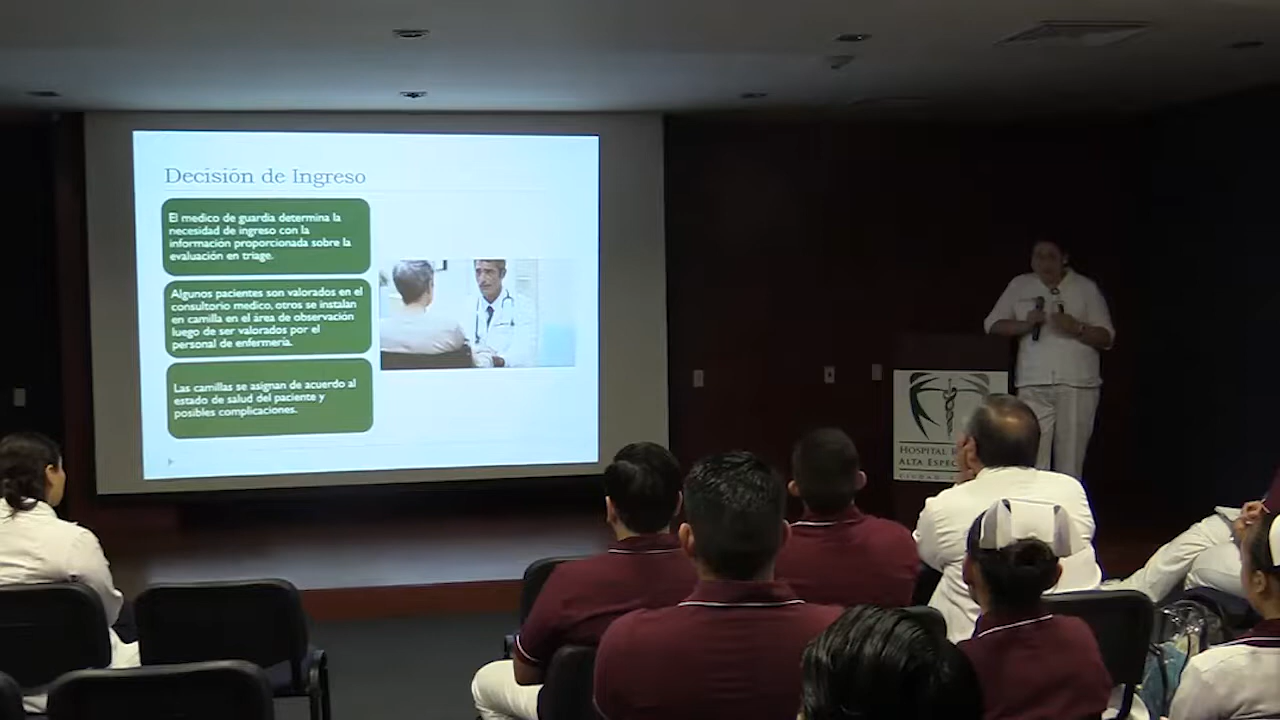 Decisión de Ingreso
El medico de guardia determina la
necesidad de ingreso con la
información proporcionada sobre la
evaluación en triage.
Algunos pacientes son valorados en el
consultorio medico, otros se instalan
en camilla en el área de observación
luego de ser valorados por el
personal de enfermería.
Las camillas se asignan de acuerdo al
estado de salud del paciente y
posibles complicaciones.
HOSPITAL
ALTA